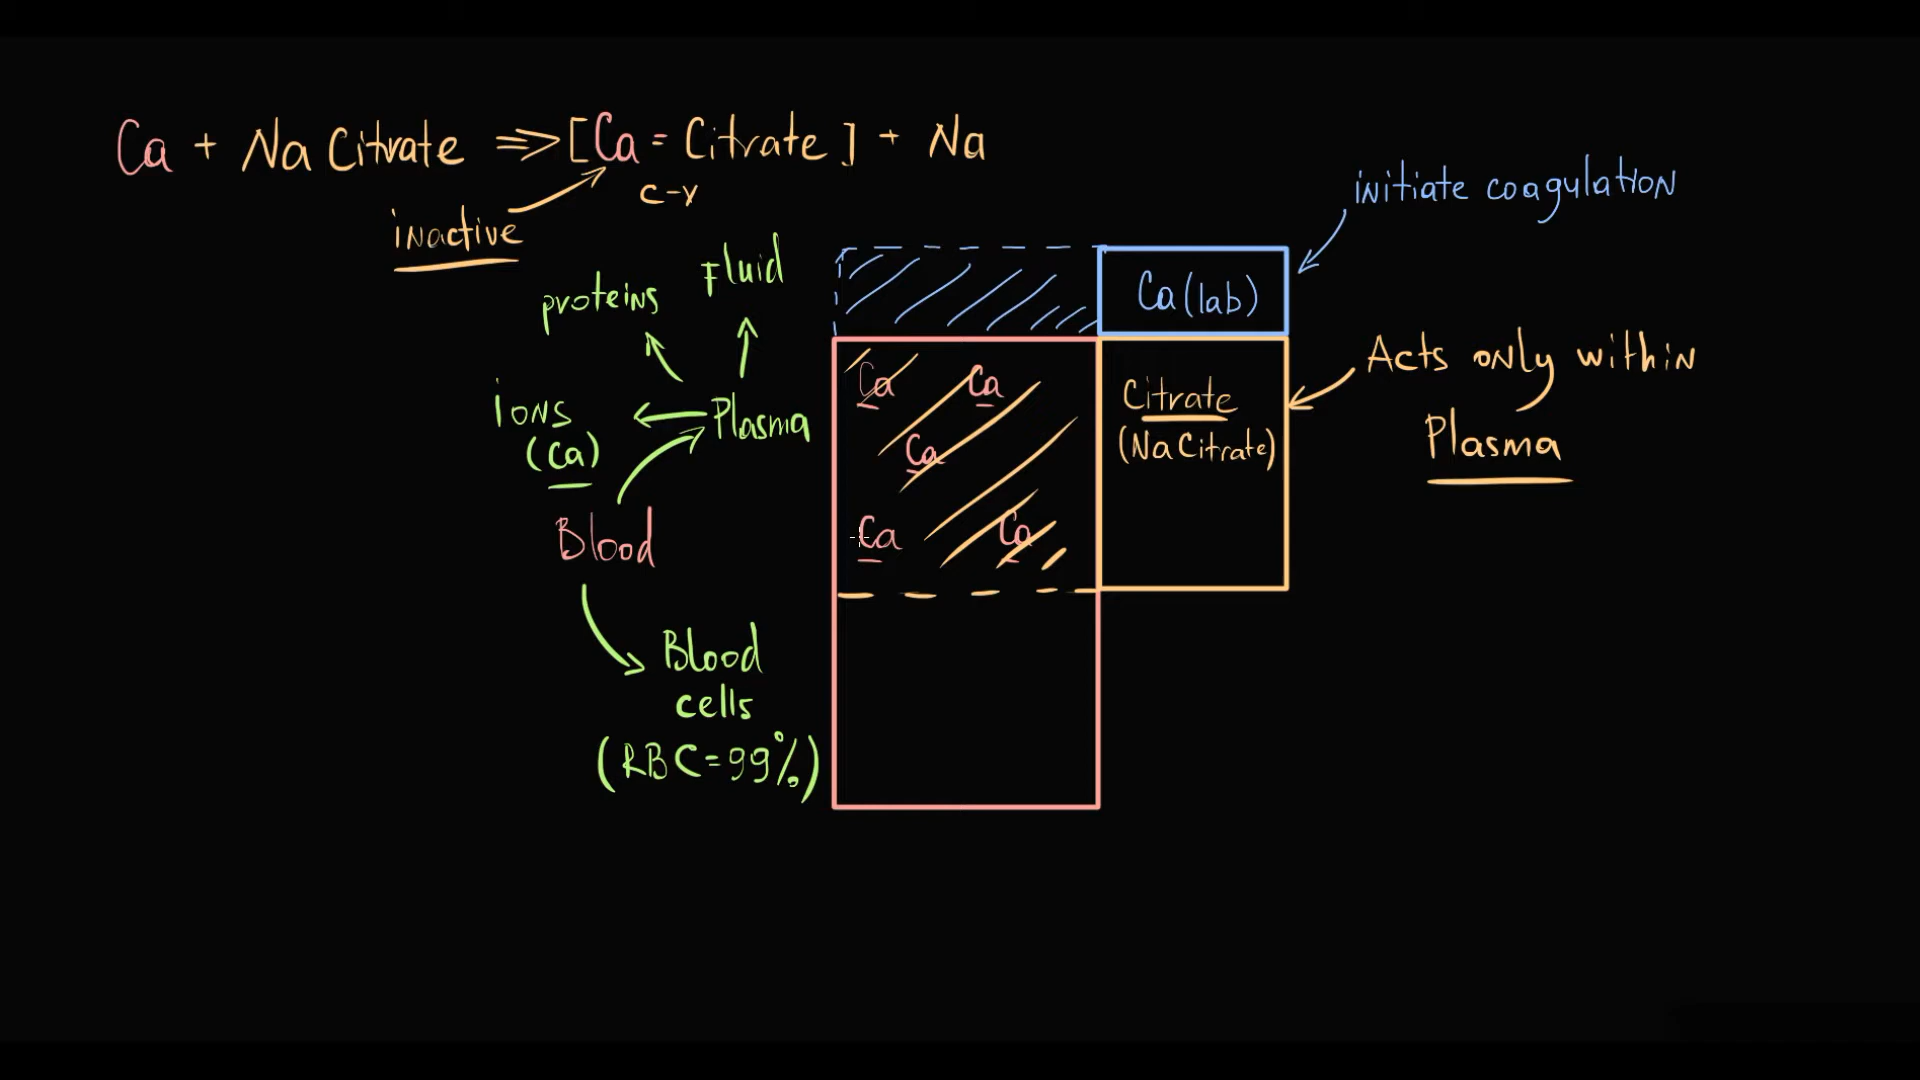 Ca + Na Citrate ⇒ [Ca = Citrate] + Na
c-x
inactive
initiate coagulation
Fluid
proteins
Ca (lab)
Acts only within
Plasma
Ca Ca
Citrate
(Na Citrate)
ions
(Ca)
Plasma
Ca
Blood
Ca Ca
Blood
cells
(RBC=99%)